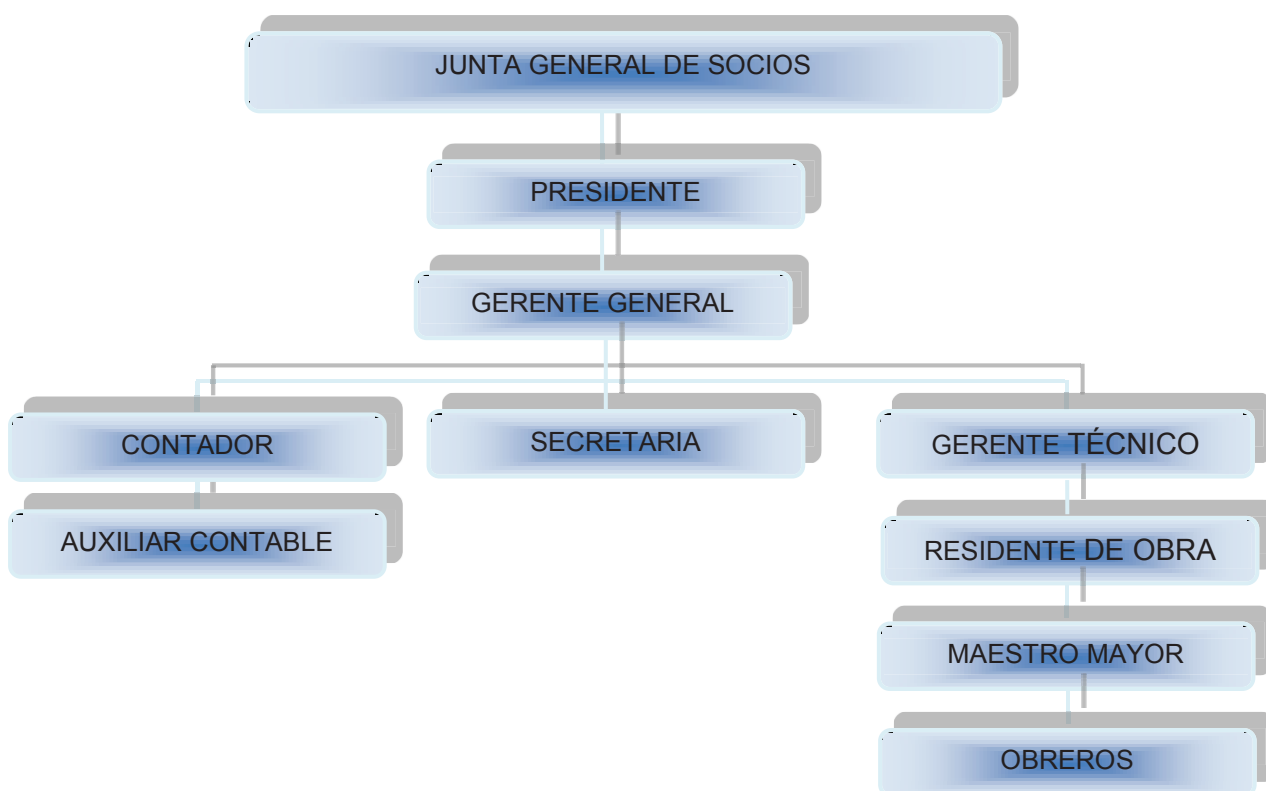 JUNTA GENERAL DE SOCIOS
PRESIDENTE
GERENTE GENERAL
CONTADOR
SECRETARIA
GERENTE TÉCNICO
AUXILIAR CONTABLE
RESIDENTE DE OBRA
MAESTRO MAYOR
OBREROS